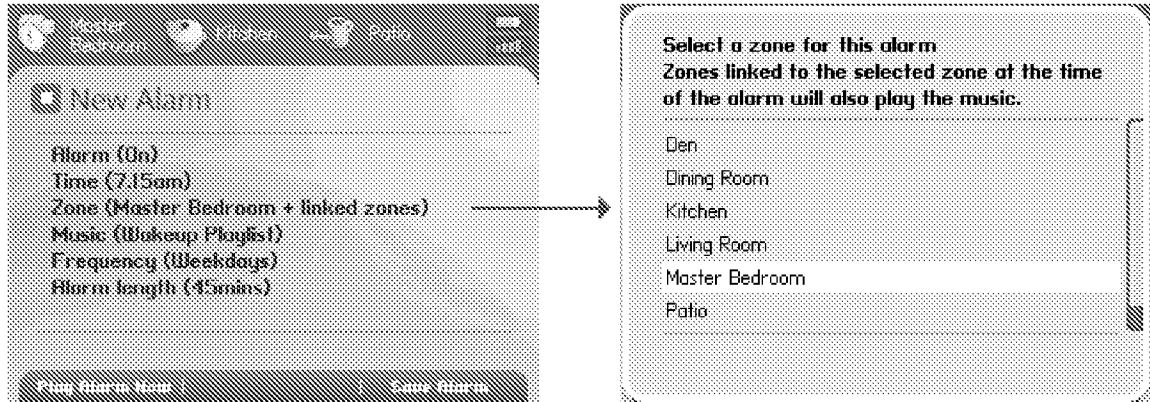 Master
Bedroom
Kitchen
Patio
New Alarm
Alarm (On)
Time (7.15am)
Zone (Master Bedroom + linked zones)
Music (Wakeup Playlist)
Frequency (Weekdays)
Alarm length (45mins)
Play Alarm Now
Save Alarm
Select a zone for this alarm
Zones linked to the selected zone at the time
of the alarm will also play the music.
Den
Dining Room
Kitchen
Living Room
Master Bedroom
Patio